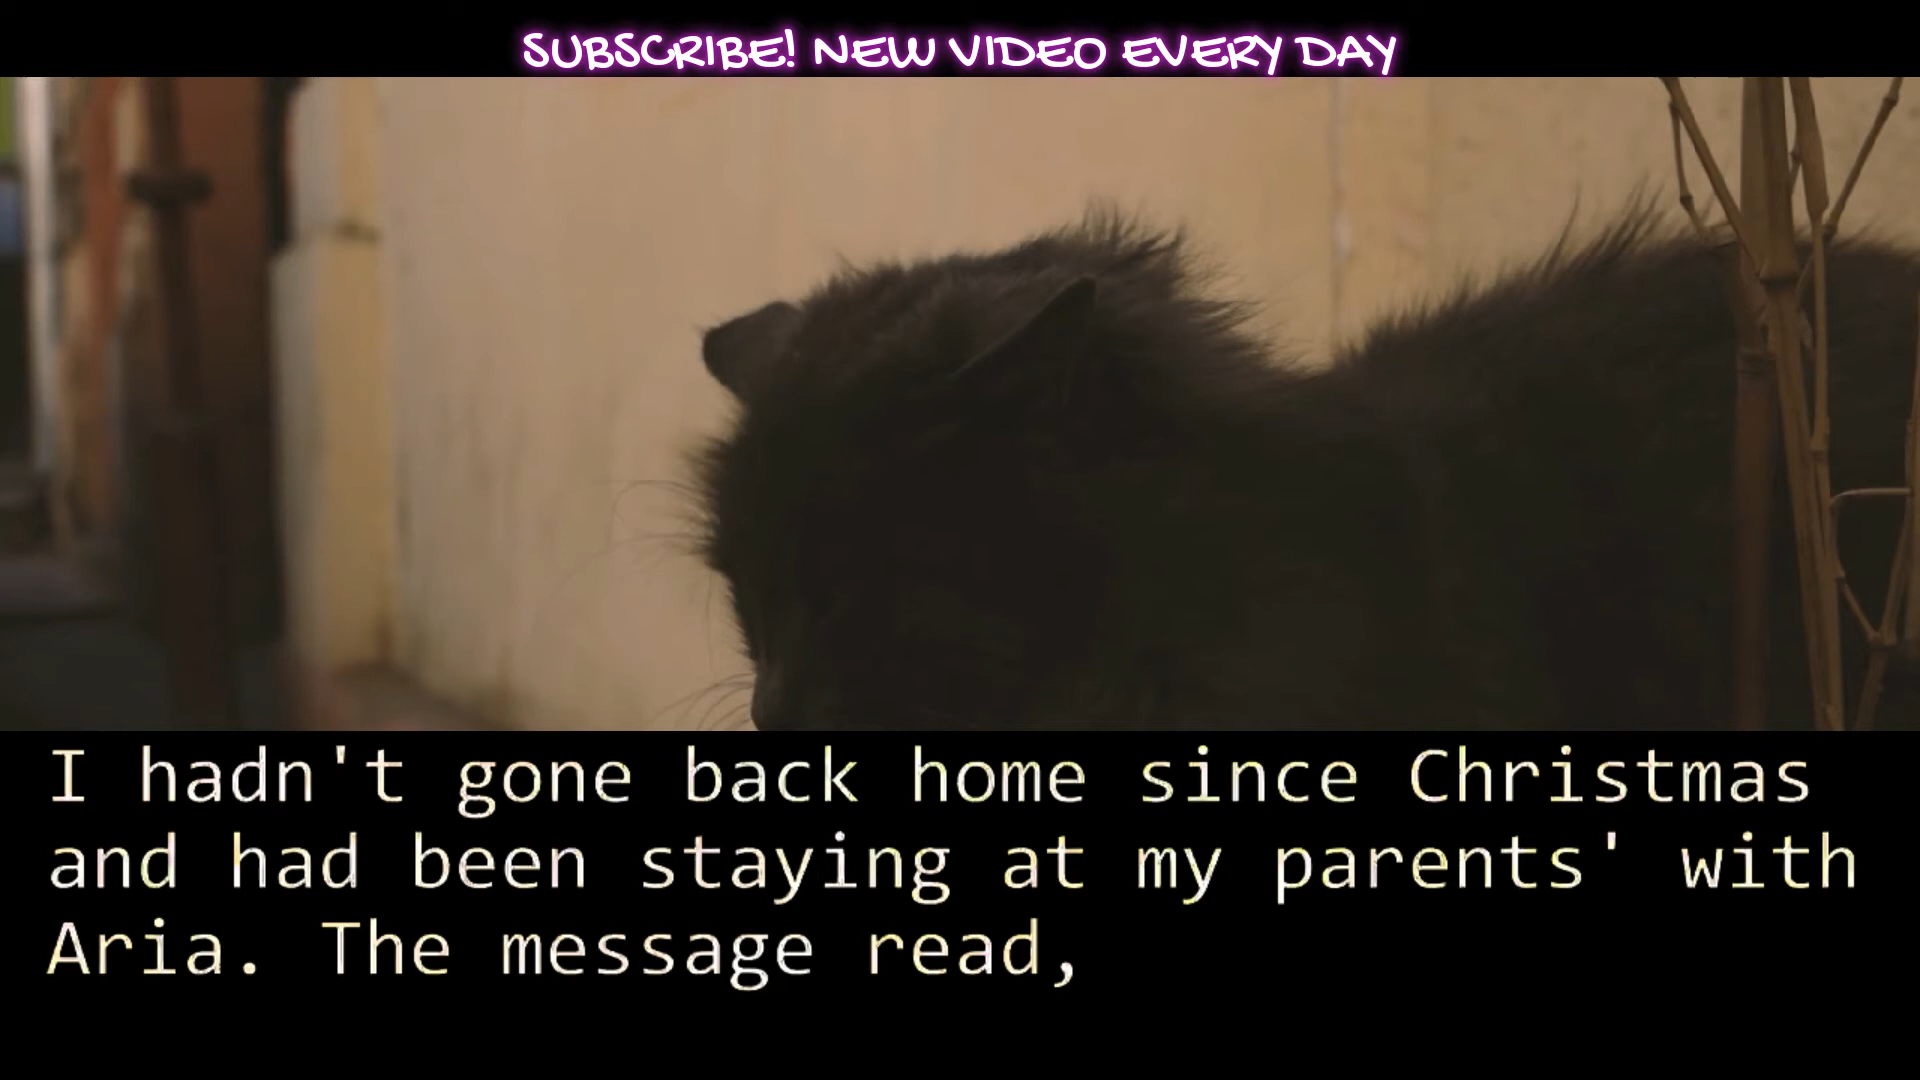 SUBSCRIBE! NEW VIDEO EVERY DAY
I hadn't gone back home since Christmas
and had been staying at my parents' with
Aria. The message read,